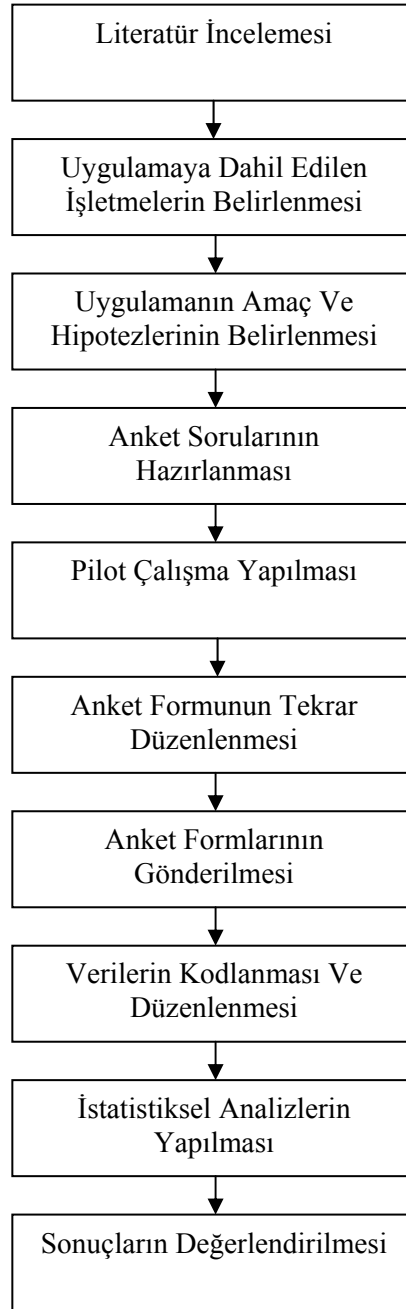 Literatür İncelemesi
Uygulamaya Dahil Edilen
İşletmelerin Belirlenmesi
Uygulamanın Amaç Ve
Hipotezlerinin Belirlenmesi
Anket Sorularının
Hazırlanması
Pilot Çalışma Yapılması
Anket Formunun Tekrar
Düzenlenmesi
Anket Formlarının
Gönderilmesi
Verilerin Kodlanması Ve
Düzenlenmesi
İstatistiksel Analizlerin
Yapılması
Sonuçların Değerlendirilmesi